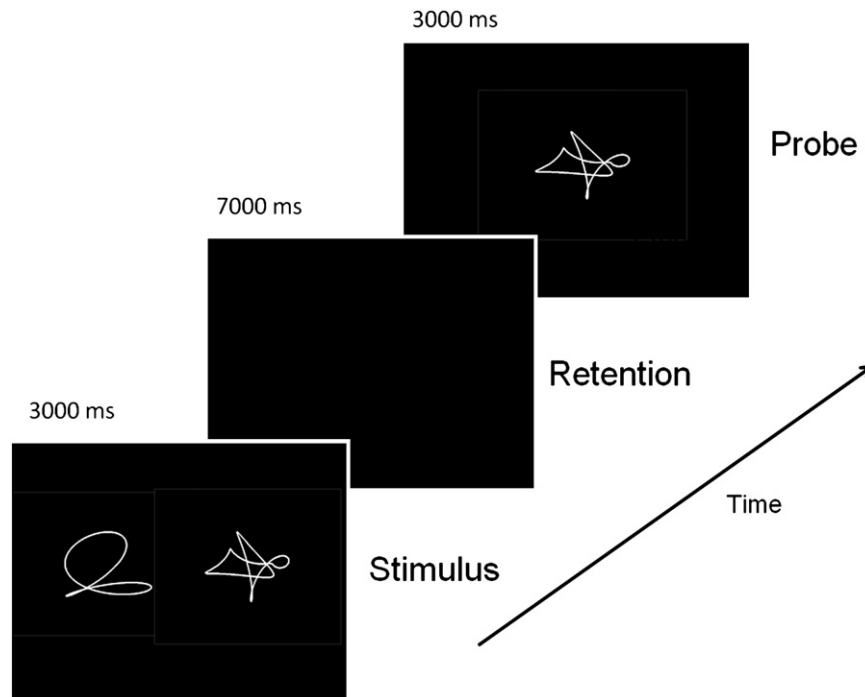 3000 ms
Probe
7000 ms
Retention
3000 ms
Time
Stimulus